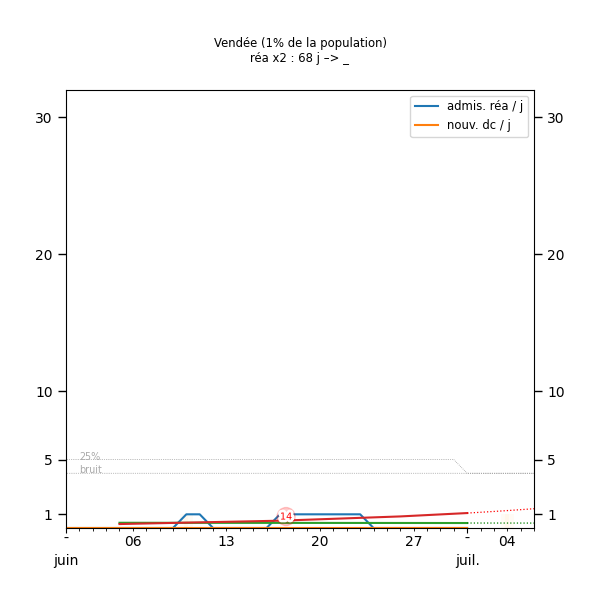 Vendée (1% de la population)
réa x2 : 68 j –> _
admis. réa / j
nouv. dc / j
30
30
20
20
10
10
5
5
25%
bruit
14
1
1
- 06 13 20 27 - 04
juin juil.